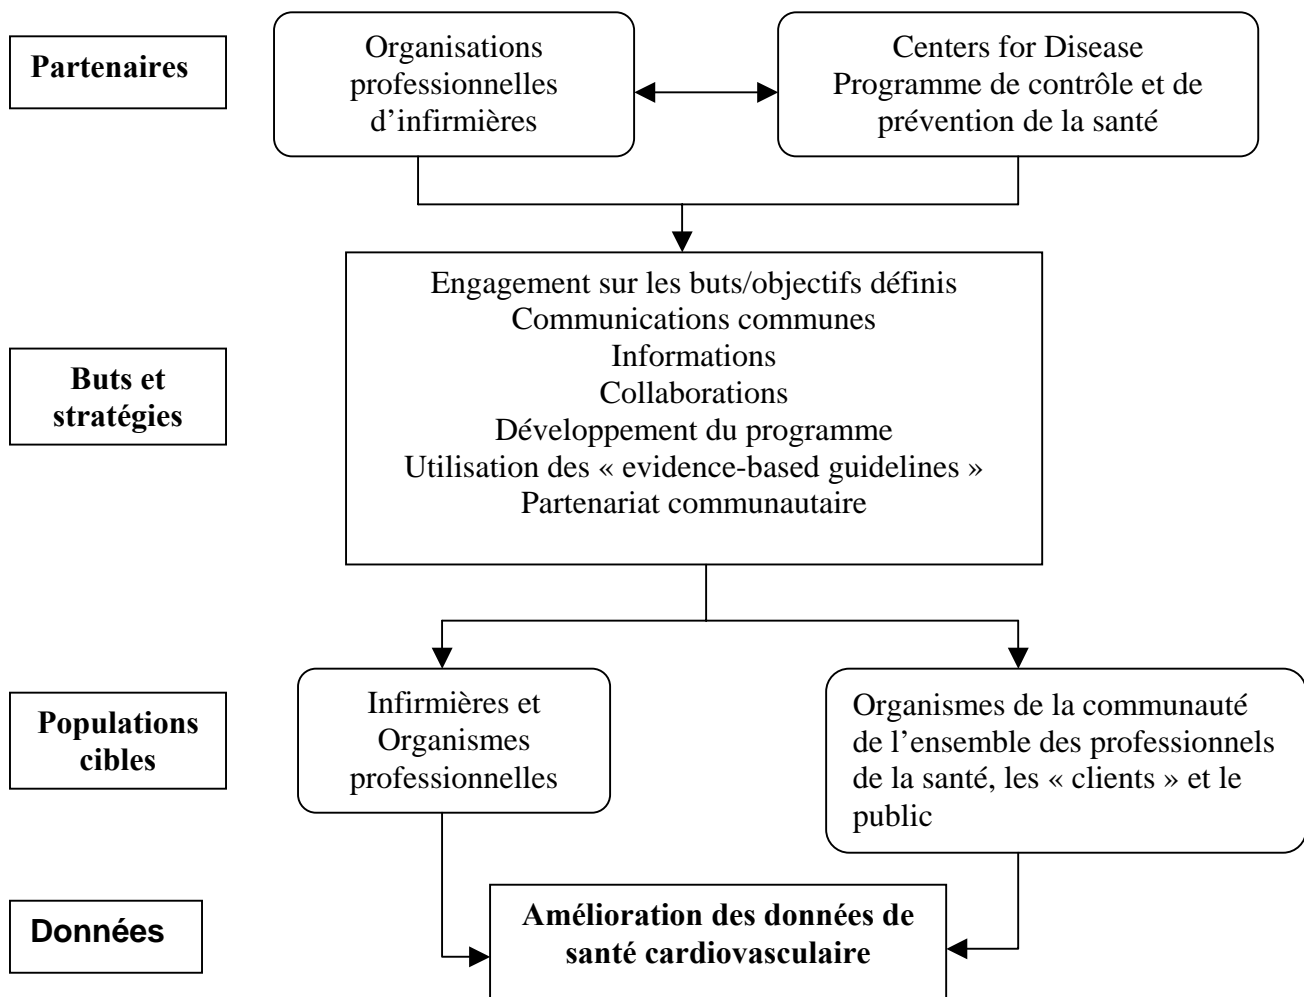 Partenaires
Organisations
professionnelles
d’infirmières
Centers for Disease
Programme de contrôle et de
prévention de la santé
Buts et
stratégies
Engagement sur les buts/objectifs définis
Communications communes
Informations
Collaborations
Développement du programme
Utilisation des « evidence-based guidelines »
Partenariat communautaire
Populations
cibles
Infirmières et
Organismes
professionnelles
Organismes de la communauté
de l’ensemble des professionnels
de la santé, les « clients » et le
public
Données
Amélioration des données de
santé cardiovasculaire